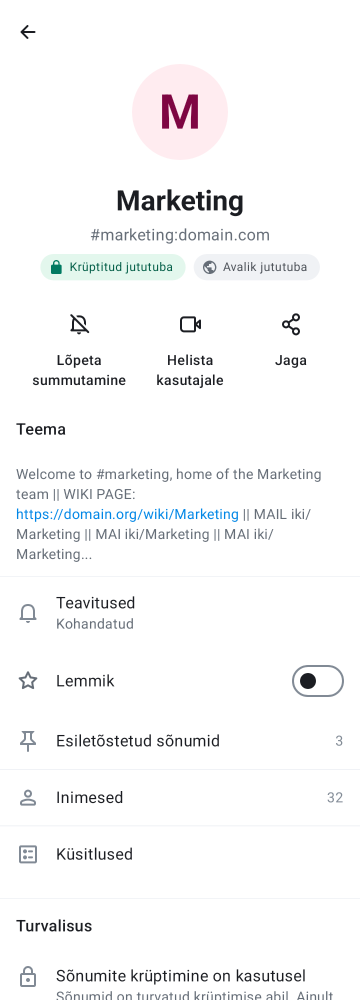 M
Marketing
#marketing:domain.com
Krüptitud jututuba
Avalik jututuba
Lõpeta
summutamine
Helista
kasutajale
Jaga
Teema
Welcome to #marketing, home of the Marketing
team || WIKI PAGE:
https://domain.org/wiki/Marketing || MAIL iki/
Marketing || MAI iki/Marketing || MAI iki/
Marketing...
Teavitused
Kohandatud
Lemmik
Esiletõstetud sõnumid 3
Inimesed 32
Küsitlused
Turvalisus
Sõnumite krüptimine on kasutusel
Sõnumid on turvatud krüptimise abil. Ainult